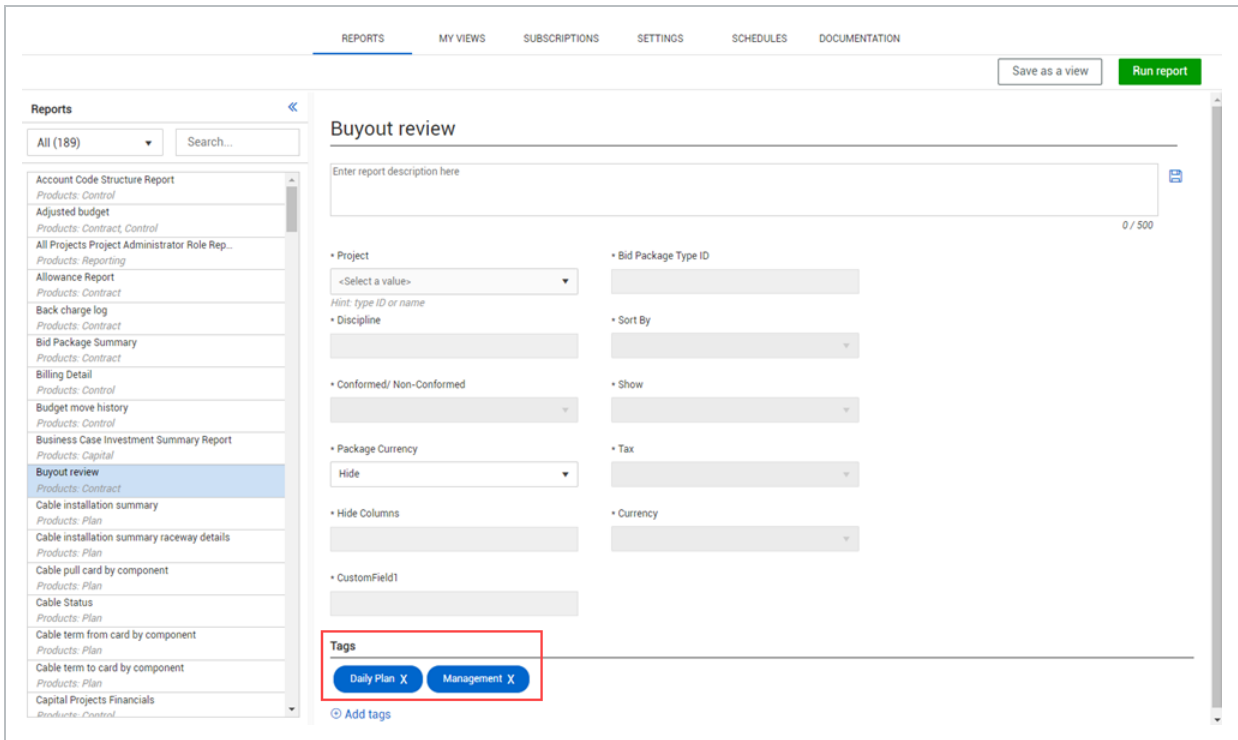 REPORTS MY VIEWS SUBSCRIPTIONS SETTINGS SCHEDULES DOCUMENTATION
Save as a view Run report
Reports
All (189) Search...
Account Code Structure Report
Products: Control
Adjusted budget
Products: Contract, Control
All Projects Project Administrator Role Rep...
Products: Reporting
Allowance Report
Products: Contract
Back charge log
Products: Contract
Bid Package Summary
Products: Contract
Billing Detail
Products: Control
Budget move history
Products: Control
Business Case Investment Summary Report
Products: Capital
Buyout review
Products: Contract
Cable installation summary
Products: Plan
Cable installation summary raceway details
Products: Plan
Cable pull card by component
Products: Plan
Cable Status
Products: Plan
Cable term from card by component
Products: Plan
Cable term to card by component
Products: Plan
Capital Projects Financials
Products: Control
Buyout review
Enter report description here
0 / 500
• Project • Bid Package Type ID
<Select a value>
Hint: type ID or name
• Discipline • Sort By
• Conformed/ Non-Conformed • Show
• Package Currency • Tax
Hide
• Hide Columns • Currency
• CustomField1
Tags
Daily Plan X Management X
Add tags